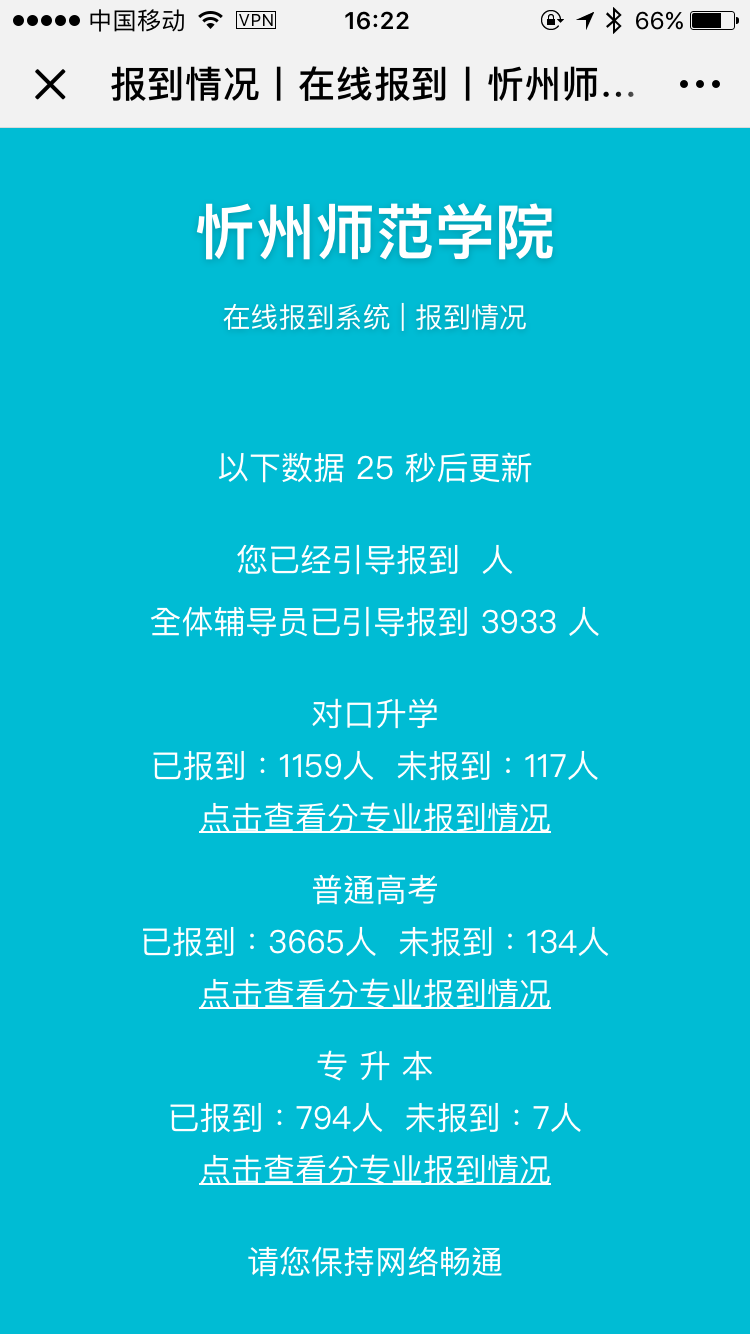 中国移动 VPN 16:22 66%
报到情况丨在线报到丨忻州师...
忻州师范学院
在线报到系统 | 报到情况
以下数据 25 秒后更新
您已经引导报到 人
全体辅导员已引导报到 3933 人
对口升学
已报到：1159人 未报到：117人
点击查看分专业报到情况
普通高考
已报到：3665人 未报到：134人
点击查看分专业报到情况
专 升 本
已报到：794人 未报到：7人
点击查看分专业报到情况
请您保持网络畅通